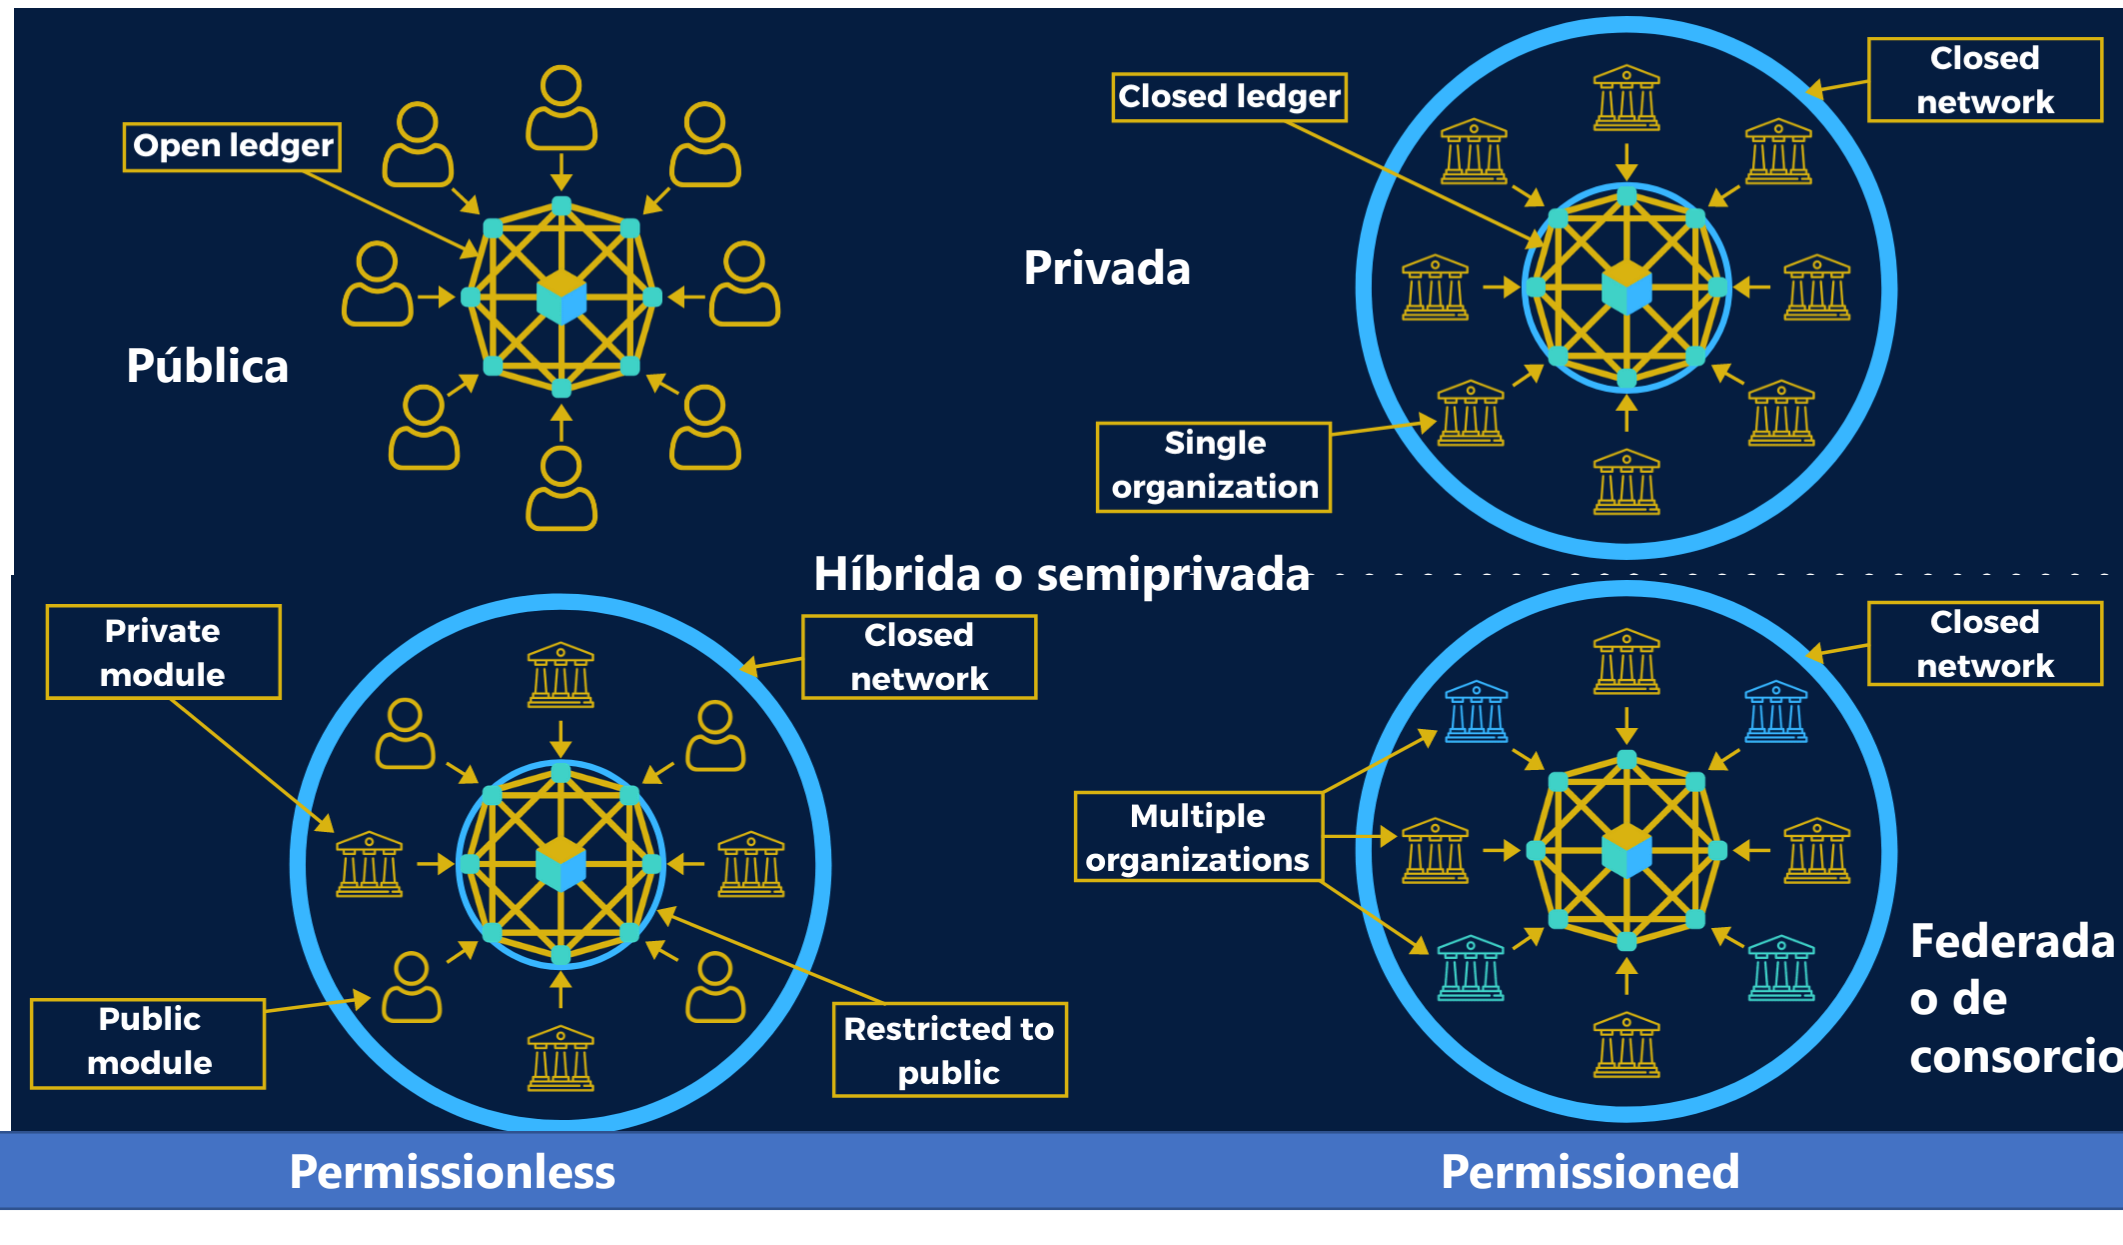 Open ledger
Pública
Closed ledger
Closed
network
Privada
Single
organization
Híbrida o semiprivada
Private
module
Closed
network
Public
module
Restricted to
public
Closed
network
Multiple
organizations
Federada
o de
consorcio
Permissionless
Permissioned